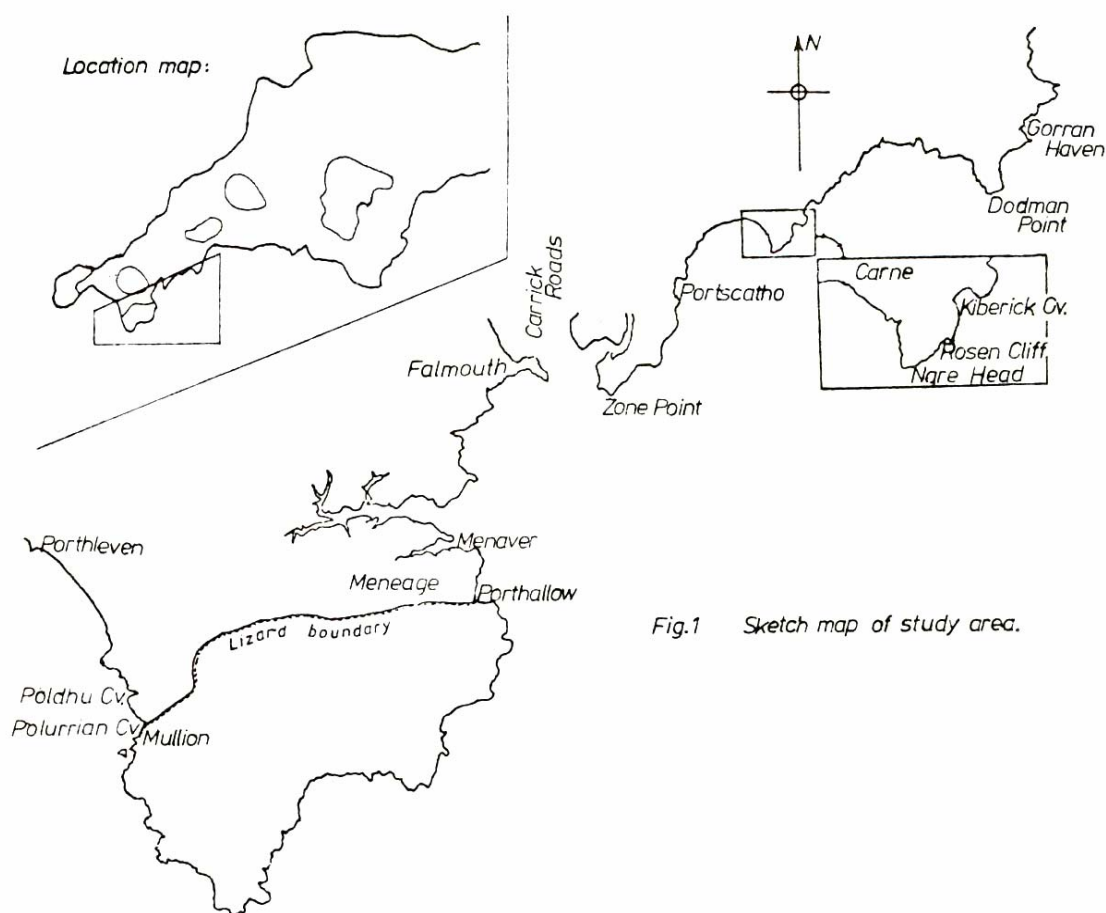 Location map:
N
Gorran
Haven
Dodman
Point
Carrick
Roads
Portscatho
Carne
Kiberick Cv.
Rosen Cliff
Nare Head
Falmouth
Zone Point
Porthleven
Menaver
Meneage
Porthallow
Lizard boundary
Fig.1 Sketch map of study area.
Poldhu Cv.
Polurrian Cv.
Mullion